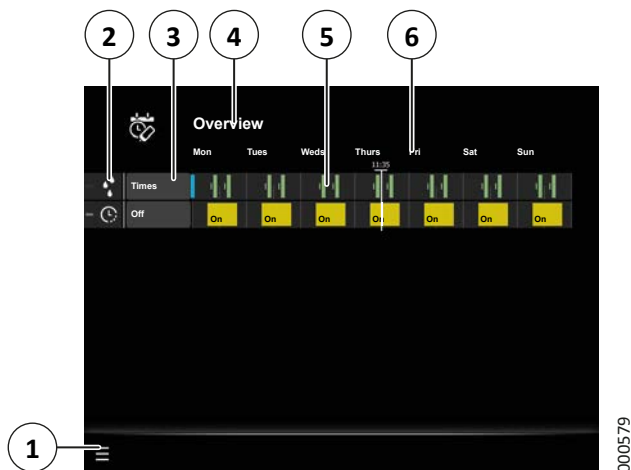 2 3 4 5 6
Overview
Mon Tues Weds Thurs Fri Sat Sun
11:35
Times
Off On On On On On On On
1
000579